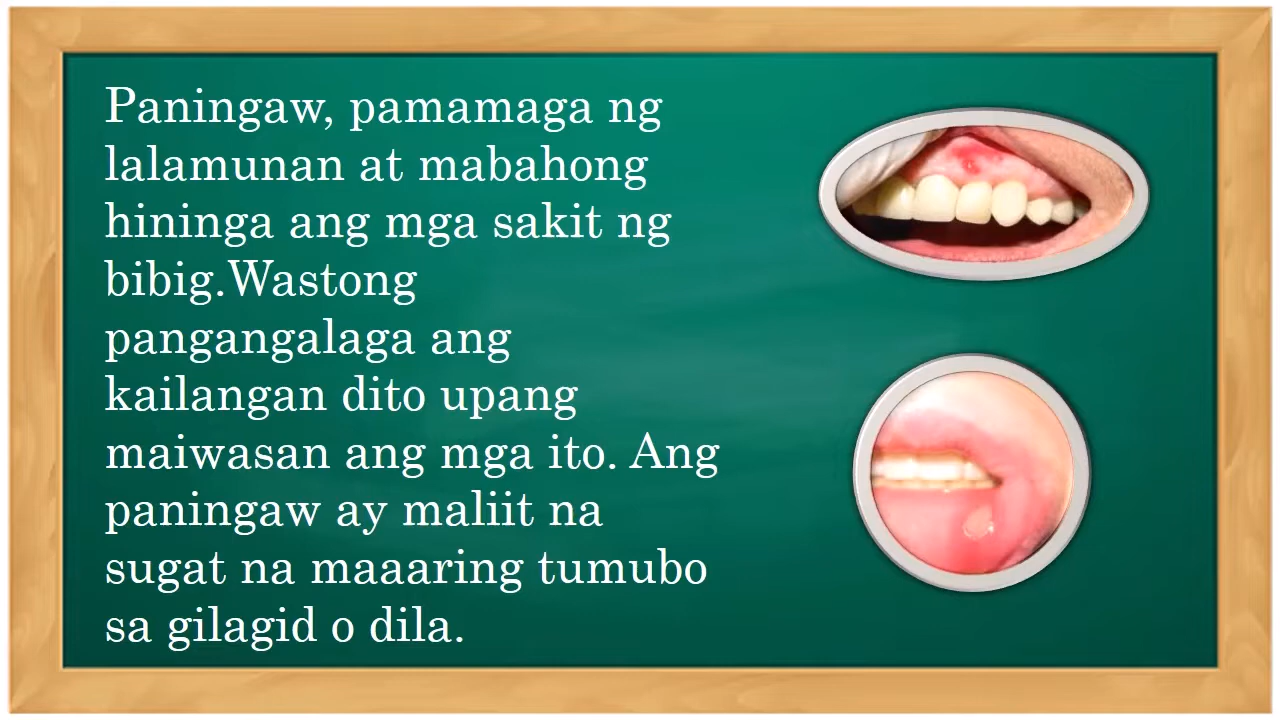 Paningaw, pamamaga ng
lalamunan at mabahong
hininga ang mga sakit ng
bibig.Wastong
pangangalaga ang
kailangan dito upang
maiwasan ang mga ito. Ang
paningaw ay maliit na
sugat na maaaring tumubo
sa gilagid o dila.